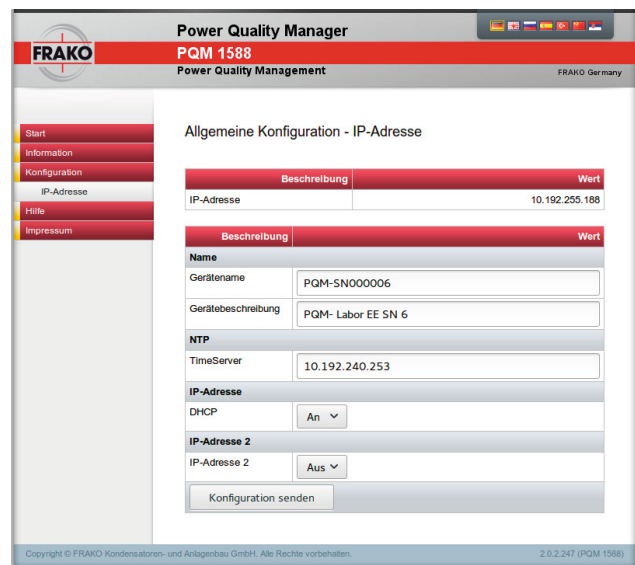 Power Quality Manager
FRAKO
PQM 1588
Power Quality Management
FRAKO Germany
Start
Information
Konfiguration
IP-Adresse
Hilfe
Impressum
Allgemeine Konfiguration - IP-Adresse
Beschreibung Wert
IP-Adresse 10.192.255.188
Beschreibung Wert
Name
Gerätename PQM-SN000006
Gerätebeschreibung PQM- Labor EE SN 6
NTP
TimeServer 10.192.240.253
IP-Adresse
DHCP An
IP-Adresse 2
IP-Adresse 2 Aus
Konfiguration senden
Copyright © FRAKO Kondensatoren- und Anlagenbau GmbH. Alle Rechte vorbehalten. 2.0.2.247 (PQM 1588)